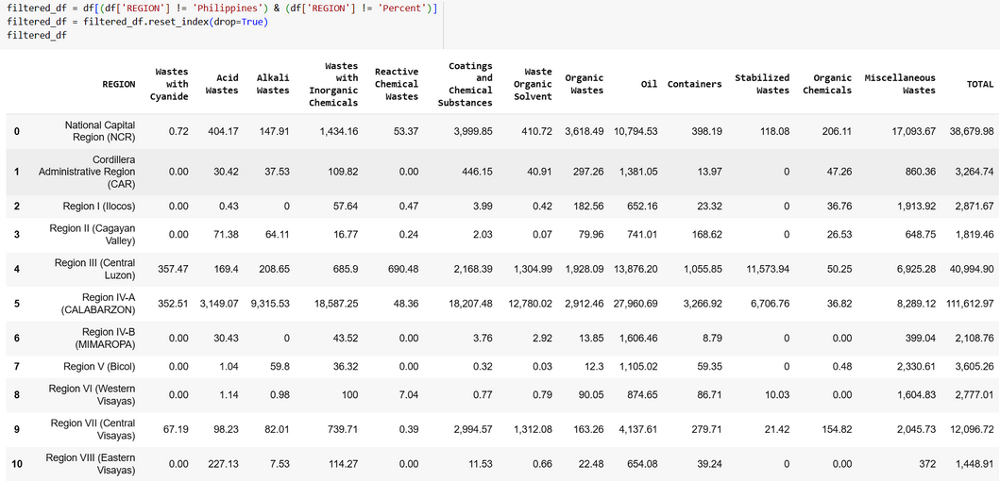 filtered_df = df[(df['REGION'] != 'Philippines') & (df['REGION'] != 'Percent')]
filtered_df = filtered_df.reset_index(drop=True)
filtered_df
REGION Wastes with Cyanide Acid Wastes Alkali Wastes Wastes with Inorganic Chemicals Reactive Chemical Wastes Coatings and Chemical Substances Waste Organic Solvent Organic Wastes Oil Containers Stabilized Wastes Organic Chemicals Miscellaneous Wastes TOTAL
0 National Capital Region (NCR) 0.72 404.17 147.91 1,434.16 53.37 3,999.85 410.72 3,618.49 10,794.53 398.19 118.08 206.11 17,093.67 38,679.98
1 Cordillera Administrative Region (CAR) 0.00 30.42 37.53 109.82 0.00 446.15 40.91 297.26 1,381.05 13.97 0 47.26 860.36 3,264.74
2 Region I (Ilocos) 0.00 0.43 0 57.64 0.47 3.99 0.42 182.56 652.16 23.32 0 36.76 1,913.92 2,871.67
3 Region II (Cagayan Valley) 0.00 71.38 64.11 16.77 0.24 2.03 0.07 79.96 741.01 168.62 0 26.53 648.75 1,819.46
4 Region III (Central Luzon) 357.47 169.4 208.65 685.9 690.48 2,168.39 1,304.99 1,928.09 13,876.20 1,055.85 11,573.94 50.25 6,925.28 40,994.90
5 Region IV-A (CALABARZON) 352.51 3,149.07 9,315.53 18,587.25 48.36 18,207.48 12,780.02 2,912.46 27,960.69 3,266.92 6,706.76 36.82 8,289.12 111,612.97
6 Region IV-B (MIMAROPA) 0.00 30.43 0 43.52 0.00 3.76 2.92 13.85 1,606.46 8.79 0 0.00 399.04 2,108.76
7 Region V (Bicol) 0.00 1.04 59.8 36.32 0.00 0.32 0.03 12.3 1,105.02 59.35 0 0.48 2,330.61 3,605.26
8 Region VI (Western Visayas) 0.00 1.14 0.98 100 7.04 0.77 0.79 90.05 874.65 86.71 10.03 0.00 1,604.83 2,777.01
9 Region VII (Central Visayas) 67.19 98.23 82.01 739.71 0.39 2,994.57 1,312.08 163.26 4,137.61 279.71 21.42 154.82 2,045.73 12,096.72
10 Region VIII (Eastern Visayas) 0.00 227.13 7.53 114.27 0.00 11.53 0.66 22.48 654.08 39.24 0 0.00 372 1,448.91